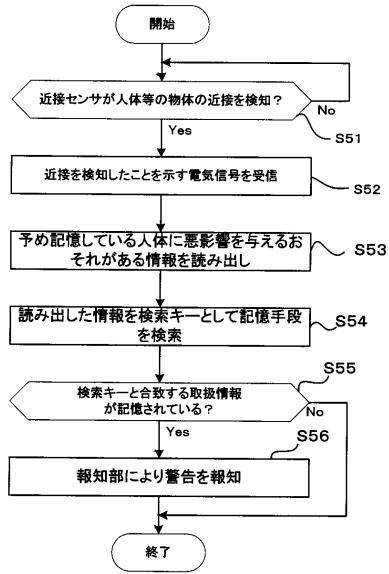 開始
近接センサが人体等の物体の近接を検知？
No
S51
Yes
近接を検知したことを示す電気信号を受信
S52
予め記憶している人体に悪影響を与えるお
それがある情報を読み出し
S53
読み出した情報を検索キーとして記憶手段
を検索
S54
検索キーと合致する取扱情報
が記憶されている？
S55
No
Yes
S56
報知部により警告を報知
終了